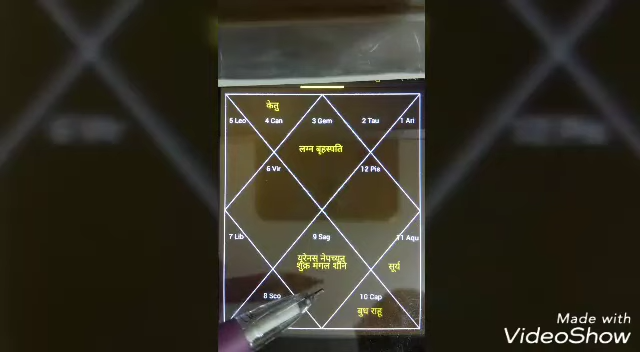 केतु
5 Leo 4 Can 3 Gem 2 Tau 1 Ari
लग्न बृहस्पति
6 Vir 12 Pis
7 Lib 9 Sag 11 Aqu
यूरेनस नेपच्यून
शुक्र मंगल शनि सूर्य
8 Sco 10 Cap
बुध राहू
Made with
VideoShow